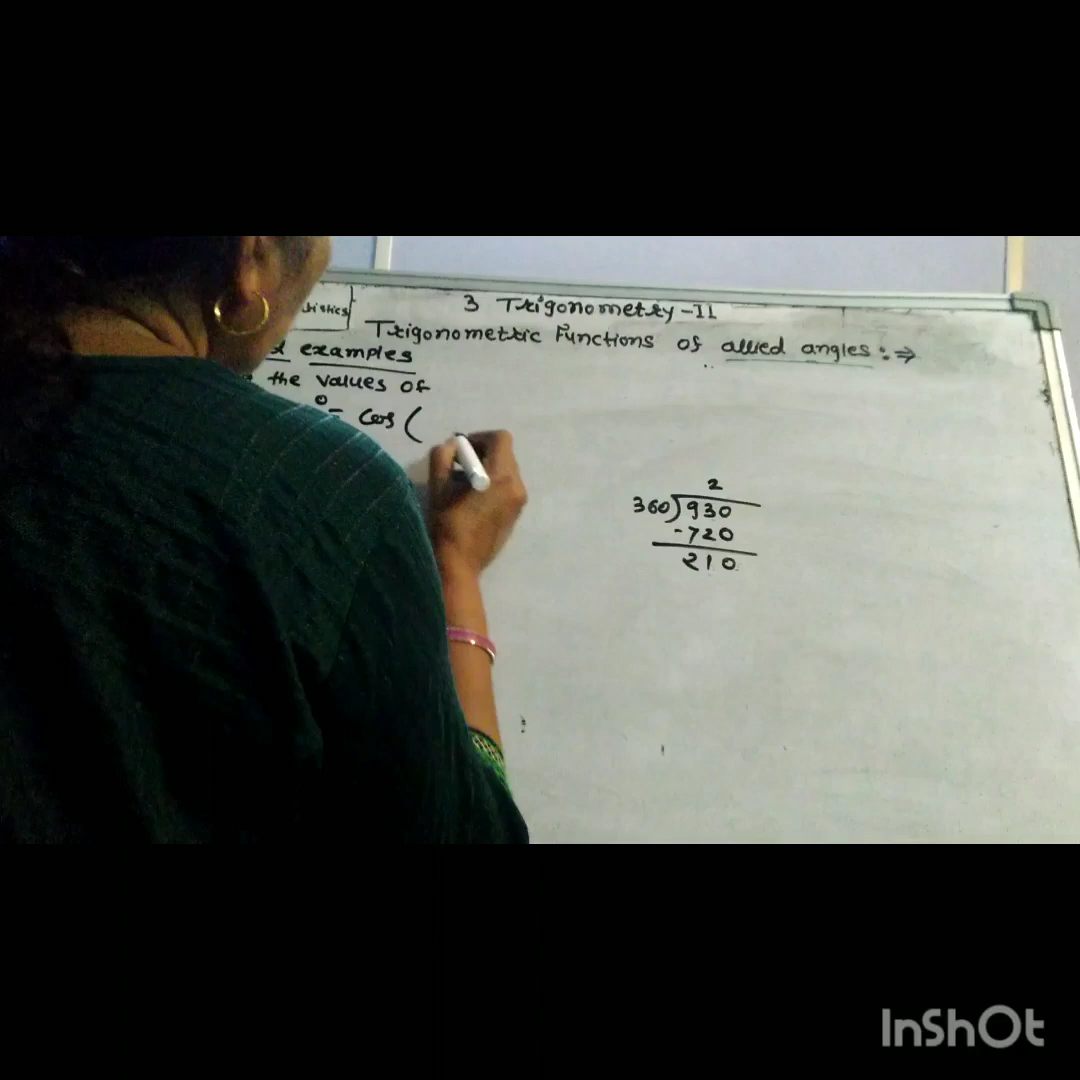 3 Trigonometry-II
Trigonometric Functions of allied angles :⇒
examples
the values of
° = cos (
2
360)930
-720
210
InShOt